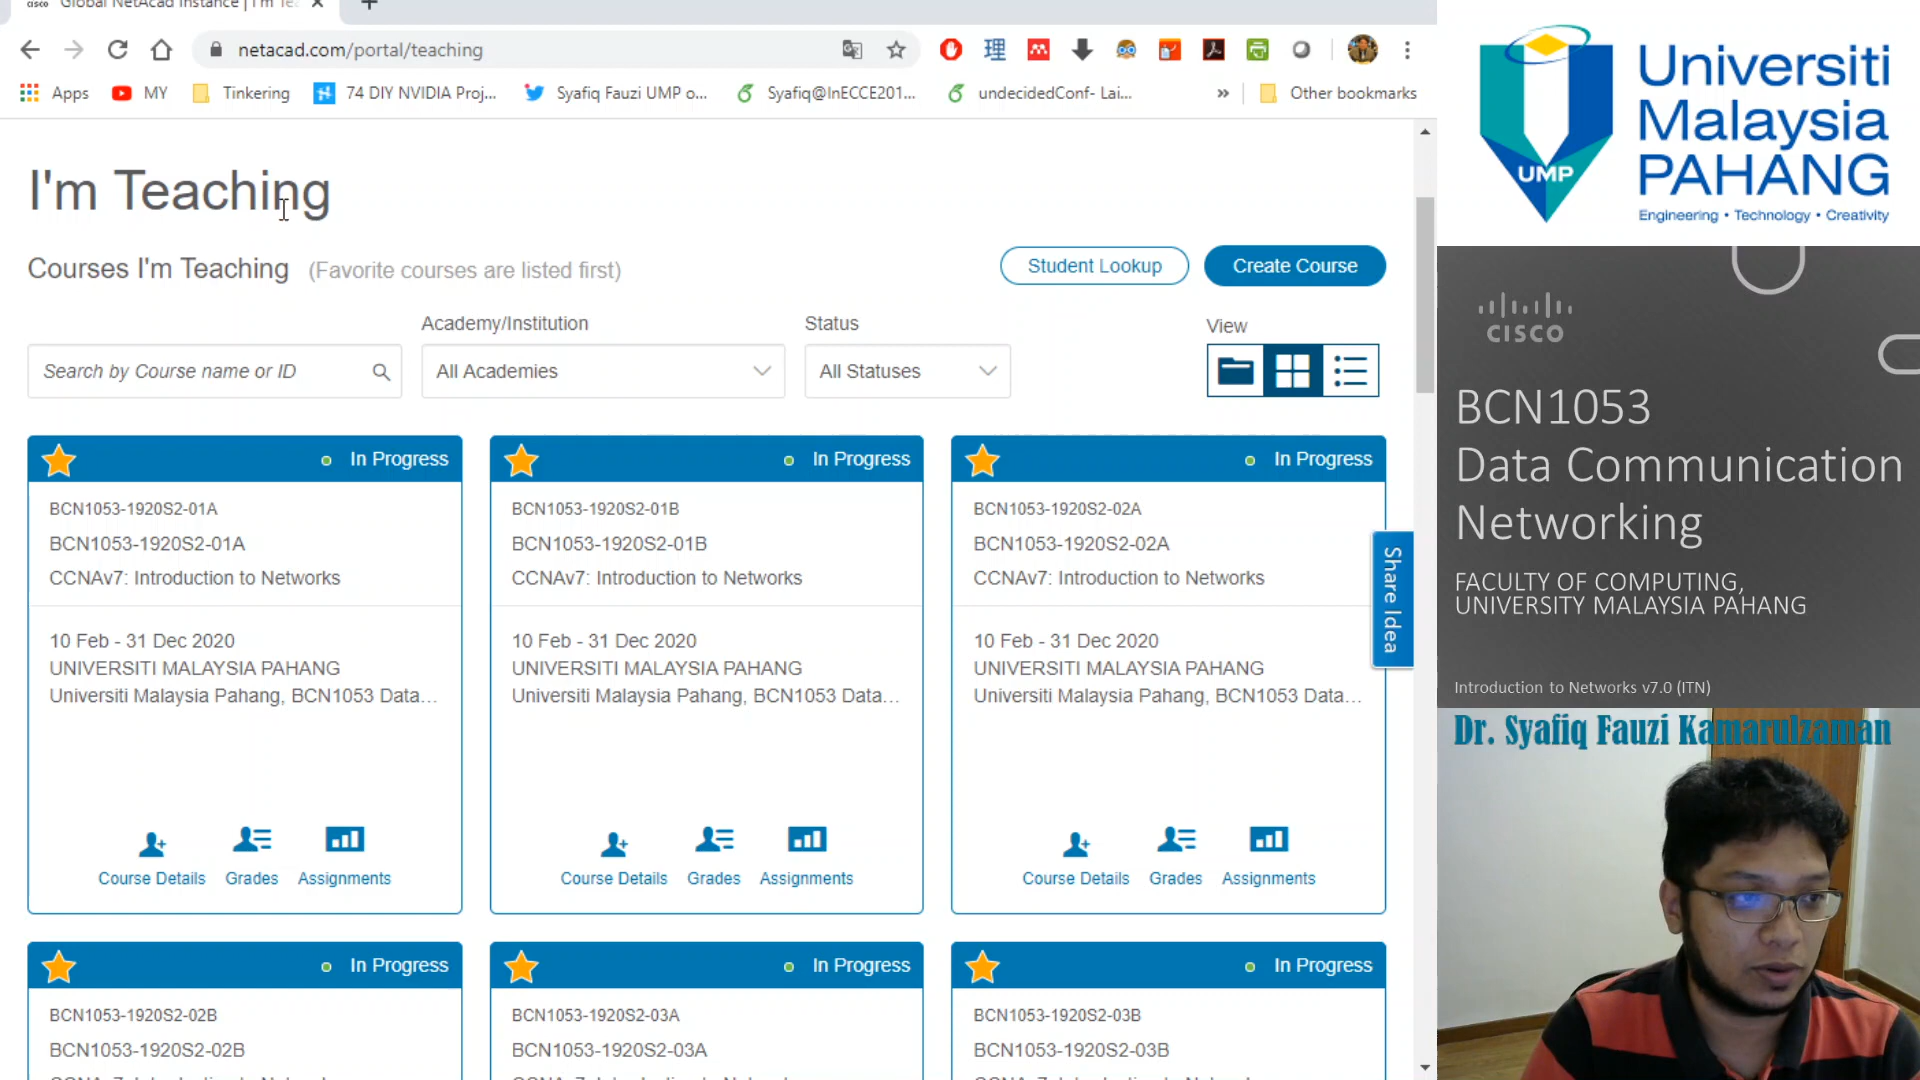 Global NetAcad Instance | I'm Tea
netacad.com/portal/teaching
Apps
MY
Tinkering
74 DIY NVIDIA Proj...
Syafiq Fauzi UMP o...
Syafiq@InECCE201...
undecidedConf- Lai...
Other bookmarks
I'm Teaching
Courses I'm Teaching (Favorite courses are listed first)
Student Lookup
Create Course
Academy/Institution
Status
View
Search by Course name or ID
All Academies
All Statuses
In Progress
BCN1053-1920S2-01A
BCN1053-1920S2-01A
CCNAv7: Introduction to Networks
10 Feb - 31 Dec 2020
UNIVERSITI MALAYSIA PAHANG
Universiti Malaysia Pahang, BCN1053 Data...
Course Details
Grades
Assignments
In Progress
BCN1053-1920S2-01B
BCN1053-1920S2-01B
CCNAv7: Introduction to Networks
10 Feb - 31 Dec 2020
UNIVERSITI MALAYSIA PAHANG
Universiti Malaysia Pahang, BCN1053 Data...
Course Details
Grades
Assignments
In Progress
BCN1053-1920S2-02A
BCN1053-1920S2-02A
CCNAv7: Introduction to Networks
10 Feb - 31 Dec 2020
UNIVERSITI MALAYSIA PAHANG
Universiti Malaysia Pahang, BCN1053 Data...
Course Details
Grades
Assignments
Share Idea
In Progress
BCN1053-1920S2-02B
BCN1053-1920S2-02B
In Progress
BCN1053-1920S2-03A
BCN1053-1920S2-03A
In Progress
BCN1053-1920S2-03B
BCN1053-1920S2-03B
UMP
Universiti
Malaysia
PAHANG
Engineering • Technology • Creativity
CISCO
BCN1053
Data Communication
Networking
FACULTY OF COMPUTING,
UNIVERSITY MALAYSIA PAHANG
Introduction to Networks v7.0 (ITN)
Dr. Syafiq Fauzi Kamarulzaman